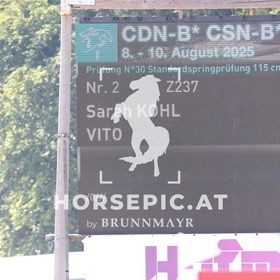 CDN-B* CSN-B*
8. - 10. August 2025
Prüfung N°30 Standardspringprüfung 115 cm
Nr. 2 Z237
Sarah KOHL
VITO
HORSEPIC.AT
by BRUNNMAYR